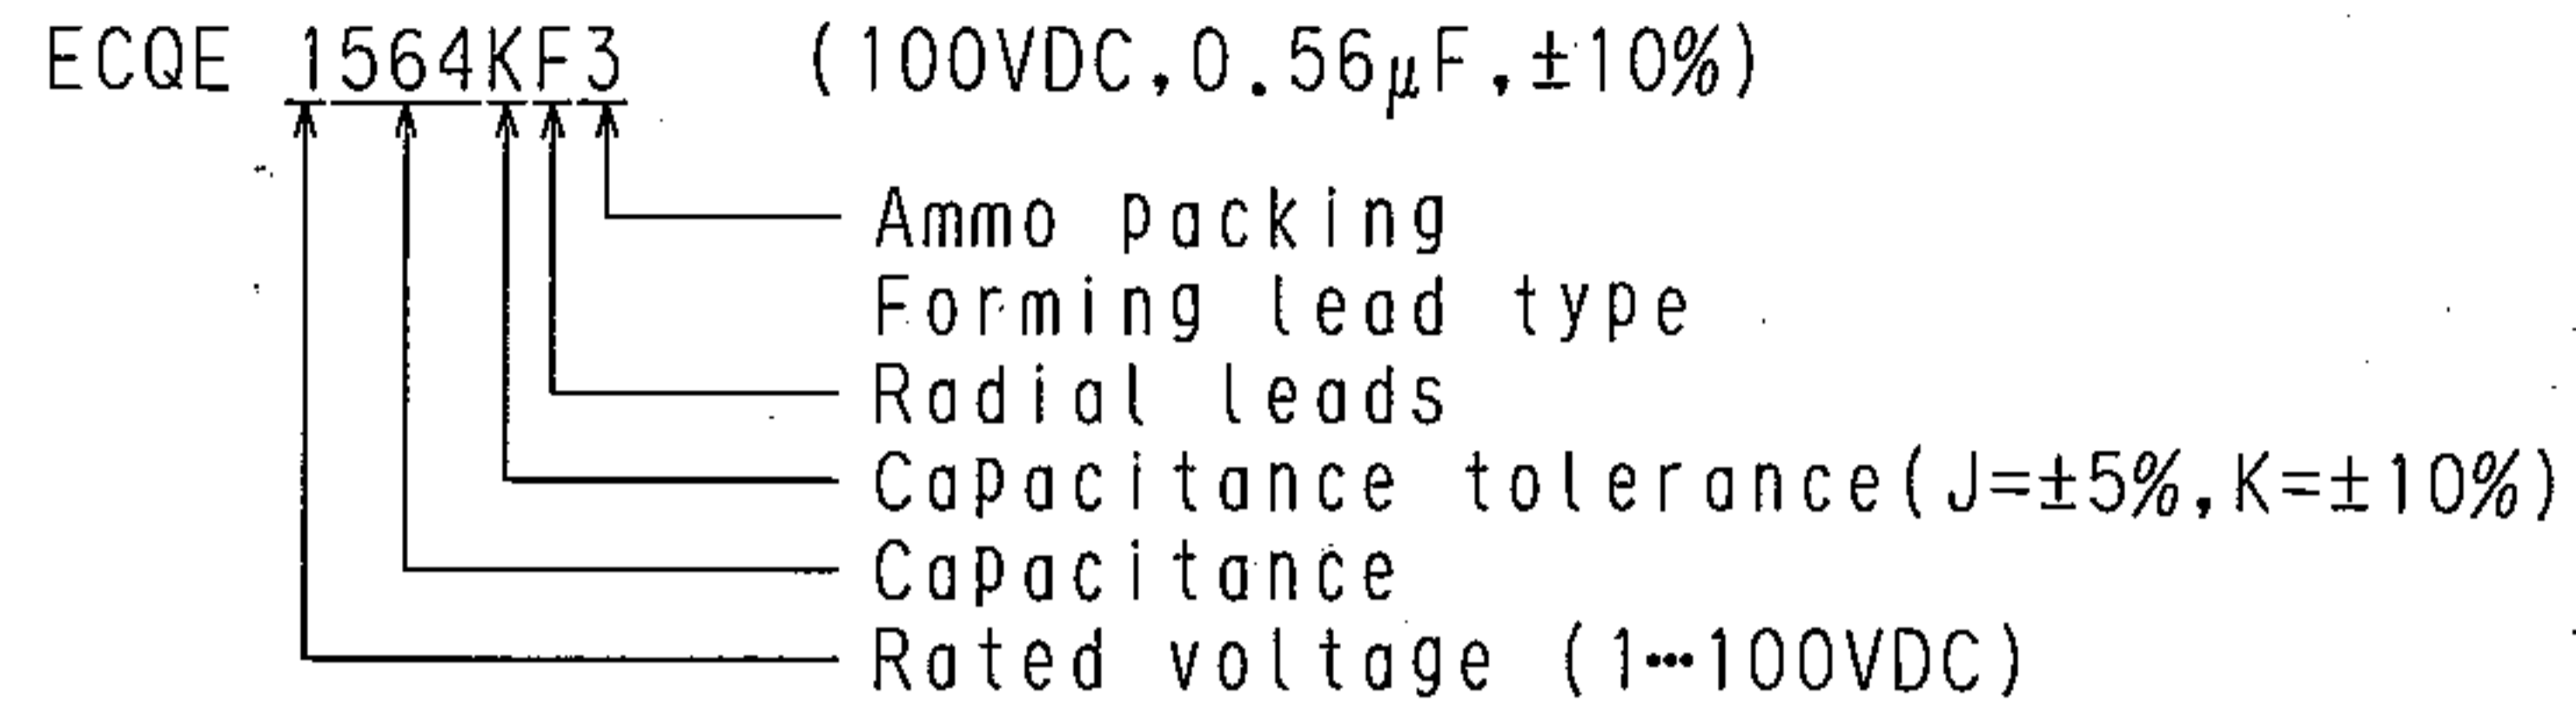 ECQE 1564KF3 (100VDC,0.56μF,±10%)
Ammo packing
Forming lead type
Radial leads
Capacitance tolerance(J=±5%,K=±10%)
Capacitance
Rated voltage (1…100VDC)